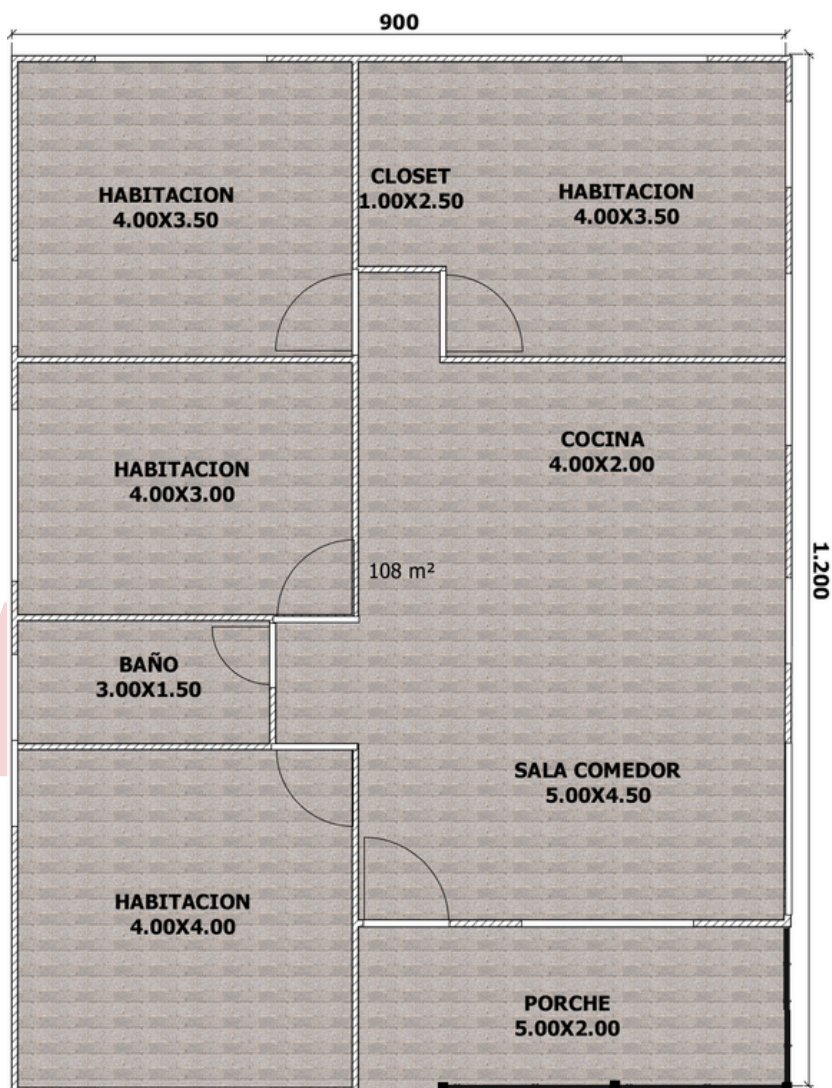 900
HABITACION
4.00X3.50
CLOSET
1.00X2.50
HABITACION
4.00X3.50
HABITACION
4.00X3.00
COCINA
4.00X2.00
1.200
108 m²
BAÑO
3.00X1.50
SALA COMEDOR
5.00X4.50
HABITACION
4.00X4.00
PORCHE
5.00X2.00